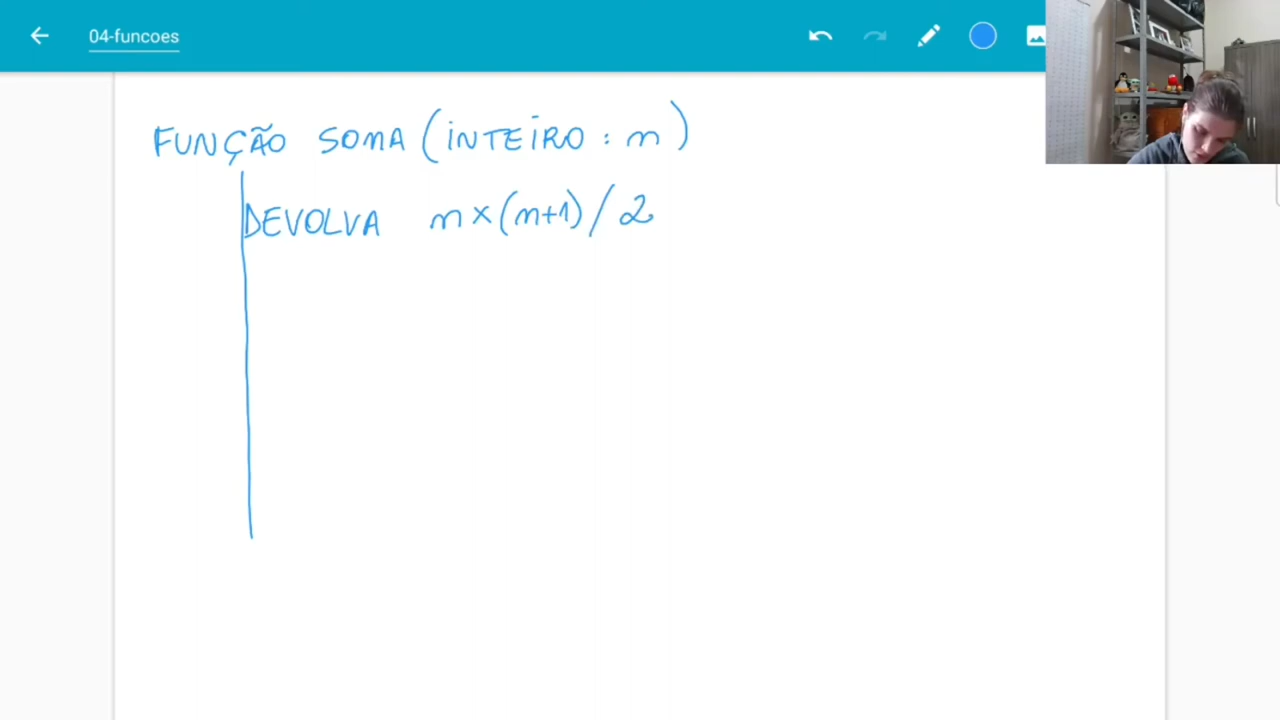 04-funcoes
FUNÇÃO SOMA (INTEIRO: n)
DEVOLVA n×(n+1)/2